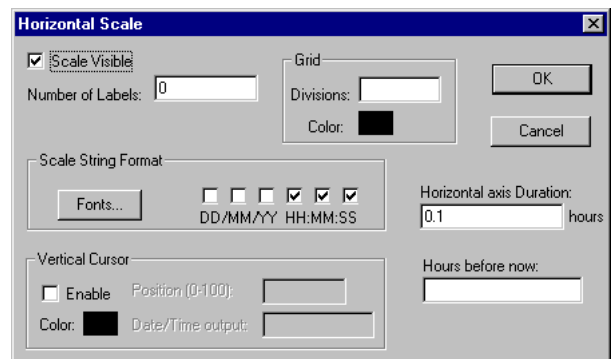 Horizontal Scale
Scale Visible
Number of Labels: 0
Grid
Divisions:
Color:
OK
Cancel
Scale String Format
Fonts...
DD/MM/YY HH:MM:SS
Horizontal axis Duration:
0.1 hours
Vertical Cursor
Enable Position (0-100):
Color: Date/Time output:
Hours before now: